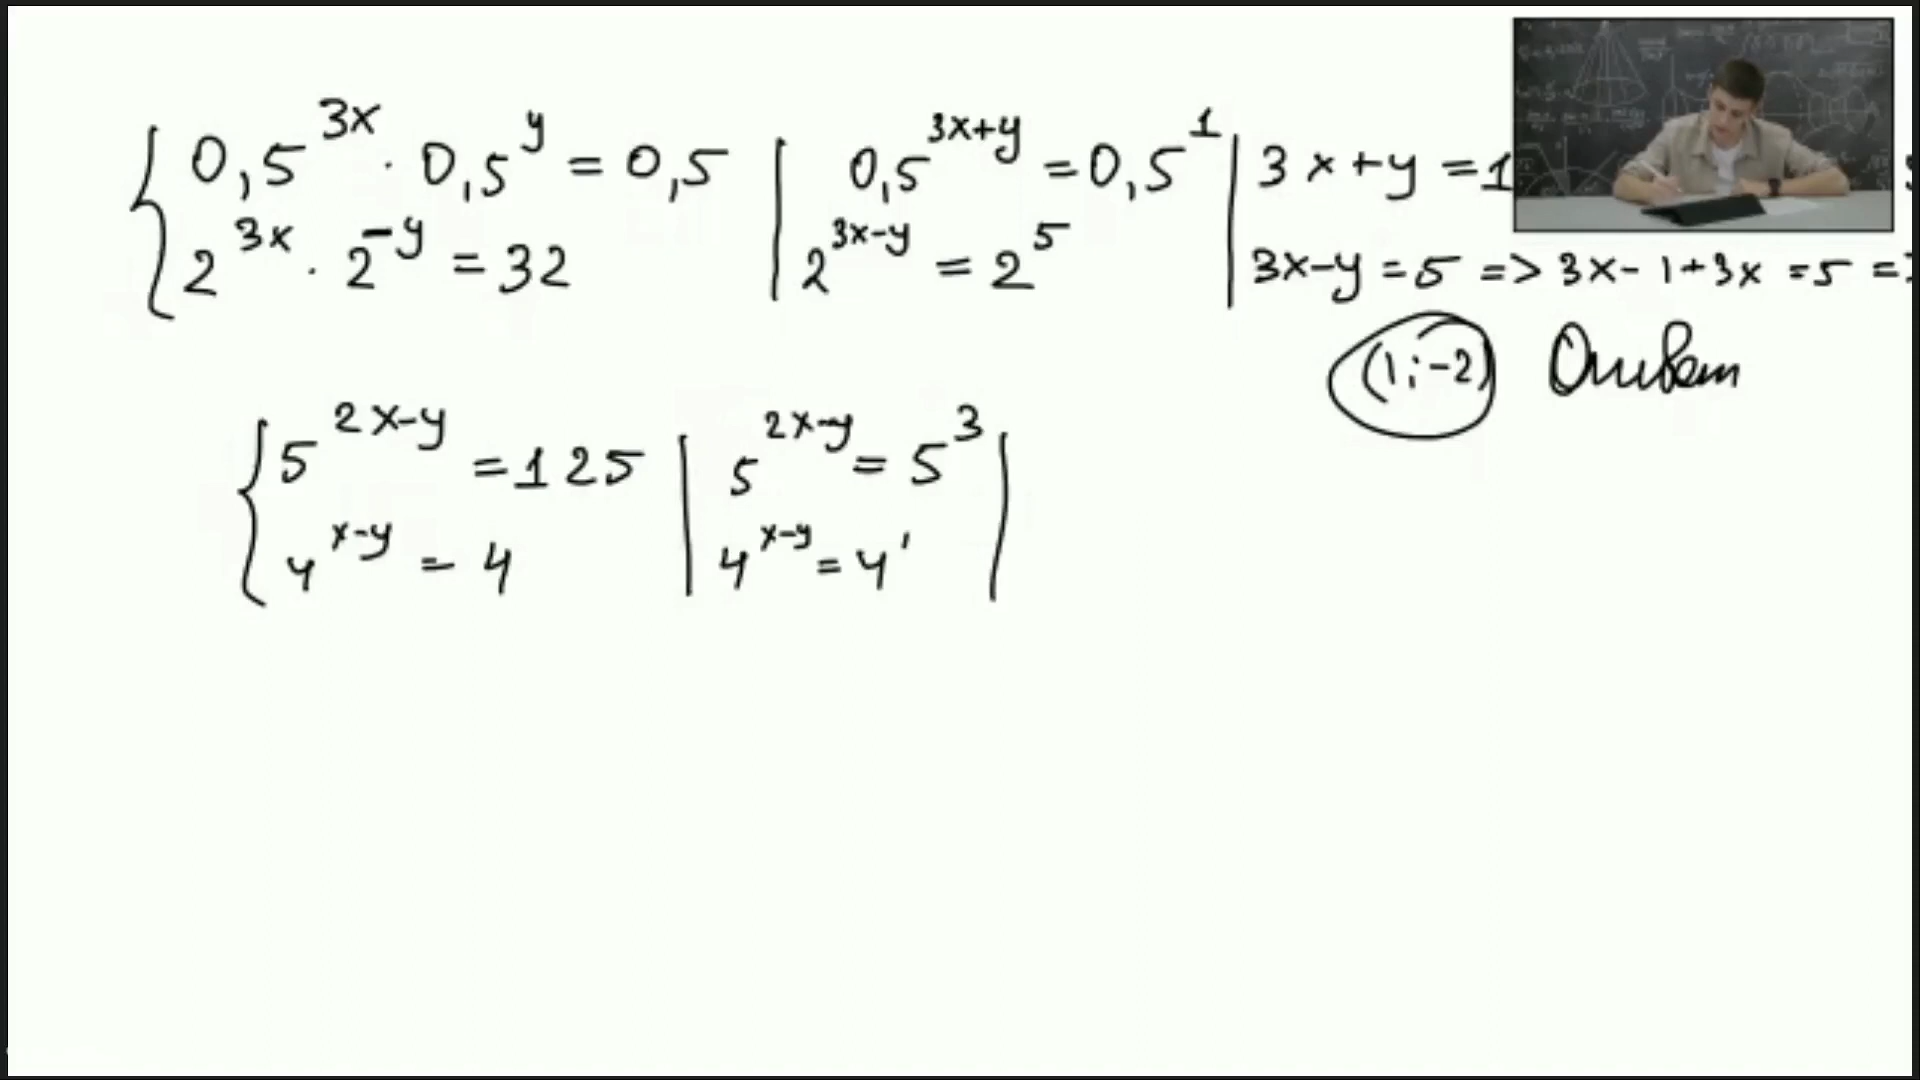 0,5^{3x} · 0,5^{y} = 0,5 | 0,5^{3x+y} = 0,5^{1} | 3x+y=1
2^{3x} · 2^{-y} = 32 | 2^{3x-y} = 2^{5} | 3x-y=5 => 3x-1+3x=5 =>
(1;-2) Ответ
5^{2x-y} = 125 | 5^{2x-y} = 5^{3}
4^{x-y} = 4 | 4^{x-y} = 4^{1}